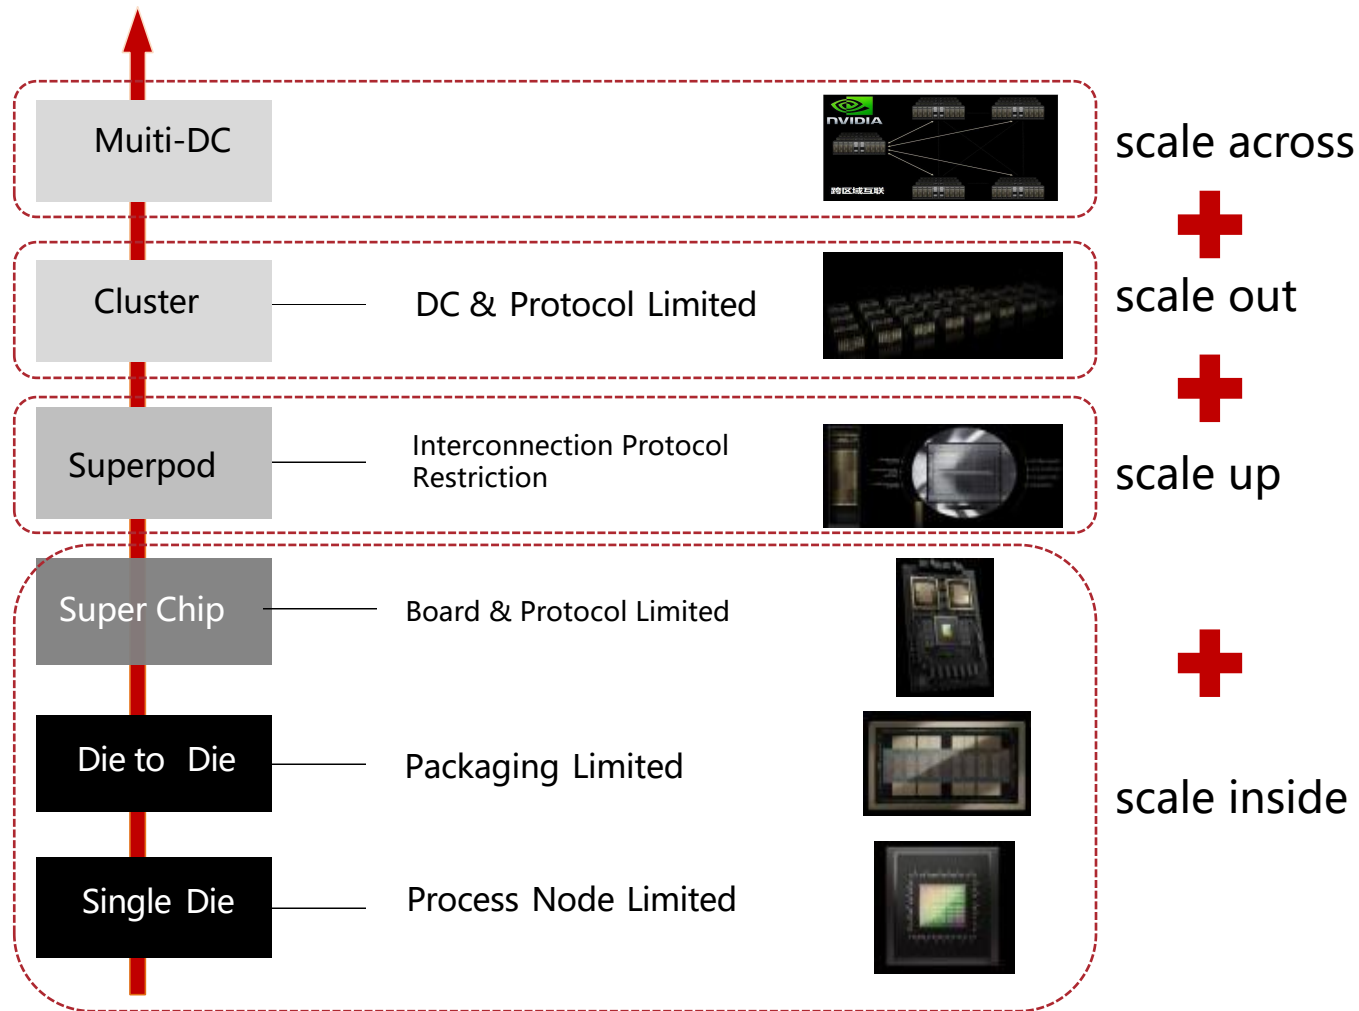 Muiti-DC
NVIDIA
跨区域互联
scale across
Cluster
DC & Protocol Limited
scale out
Superpod
Interconnection Protocol
Restriction
scale up
Super Chip
Board & Protocol Limited
Die to Die
Packaging Limited
scale inside
Single Die
Process Node Limited